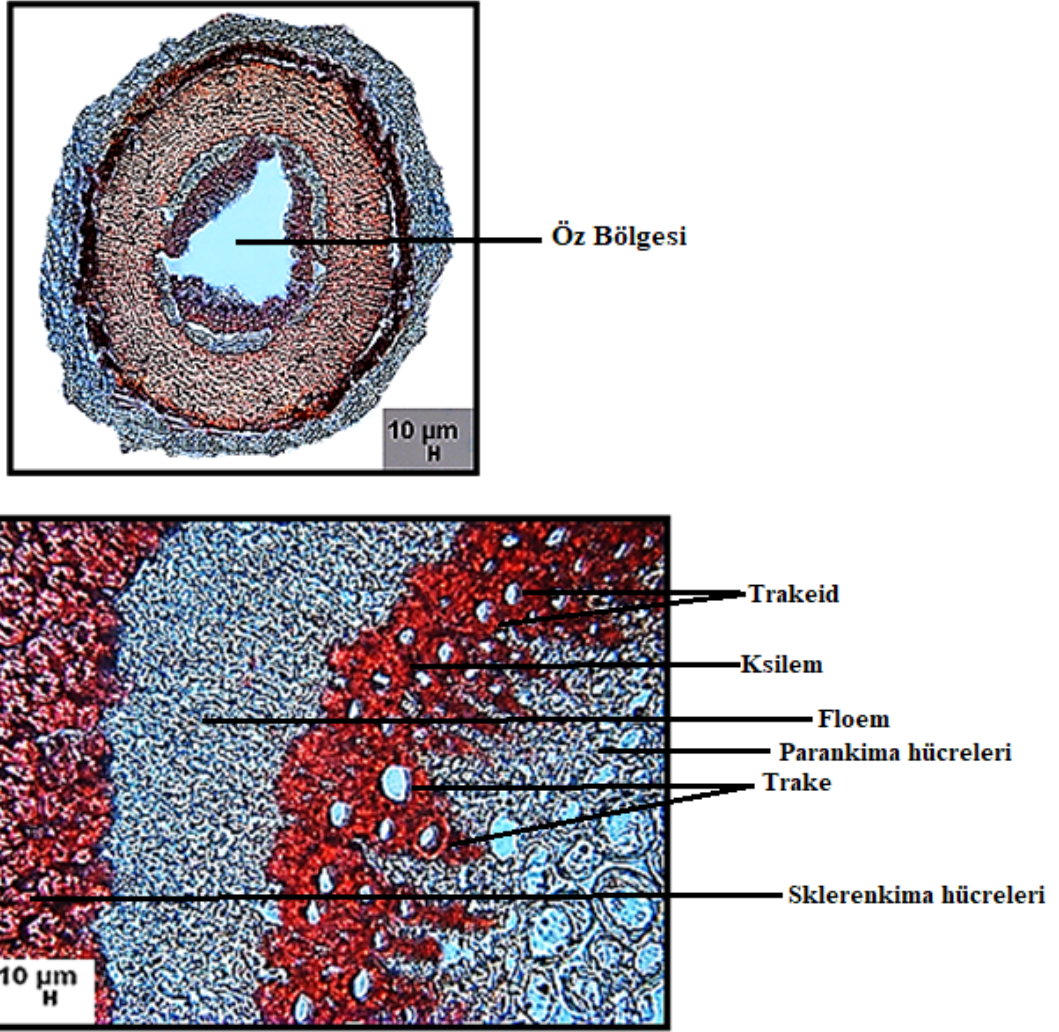 Öz Bölgesi
10 µm
H
Trakeid
Ksilem
Floem
Parankima hücreleri
Trake
Sklerenkima hücreleri
10 µm
H